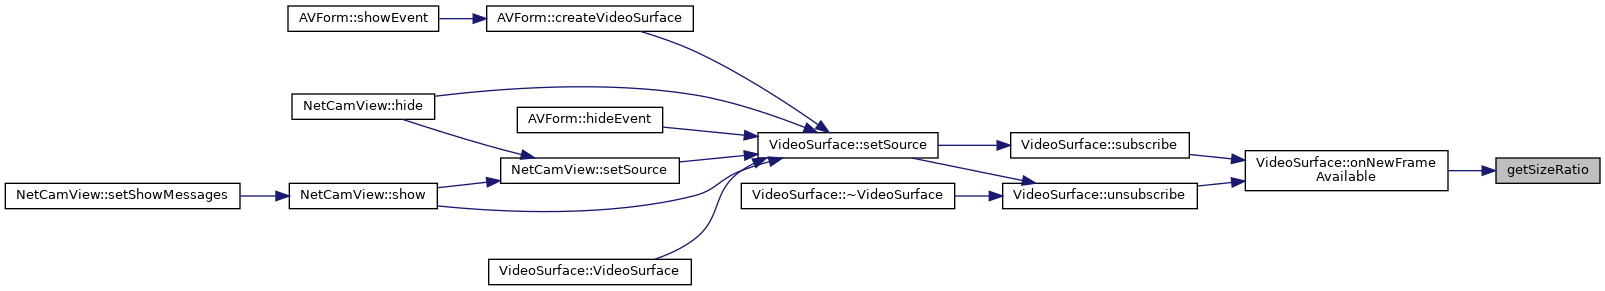 AVForm::showEvent
AVForm::createVideoSurface
NetCamView::hide
AVForm::hideEvent
VideoSurface::setSource
VideoSurface::subscribe
VideoSurface::onNewFrame
Available
getSizeRatio
NetCamView::setSource
NetCamView::setShowMessages
NetCamView::show
VideoSurface::~VideoSurface
VideoSurface::unsubscribe
VideoSurface::VideoSurface